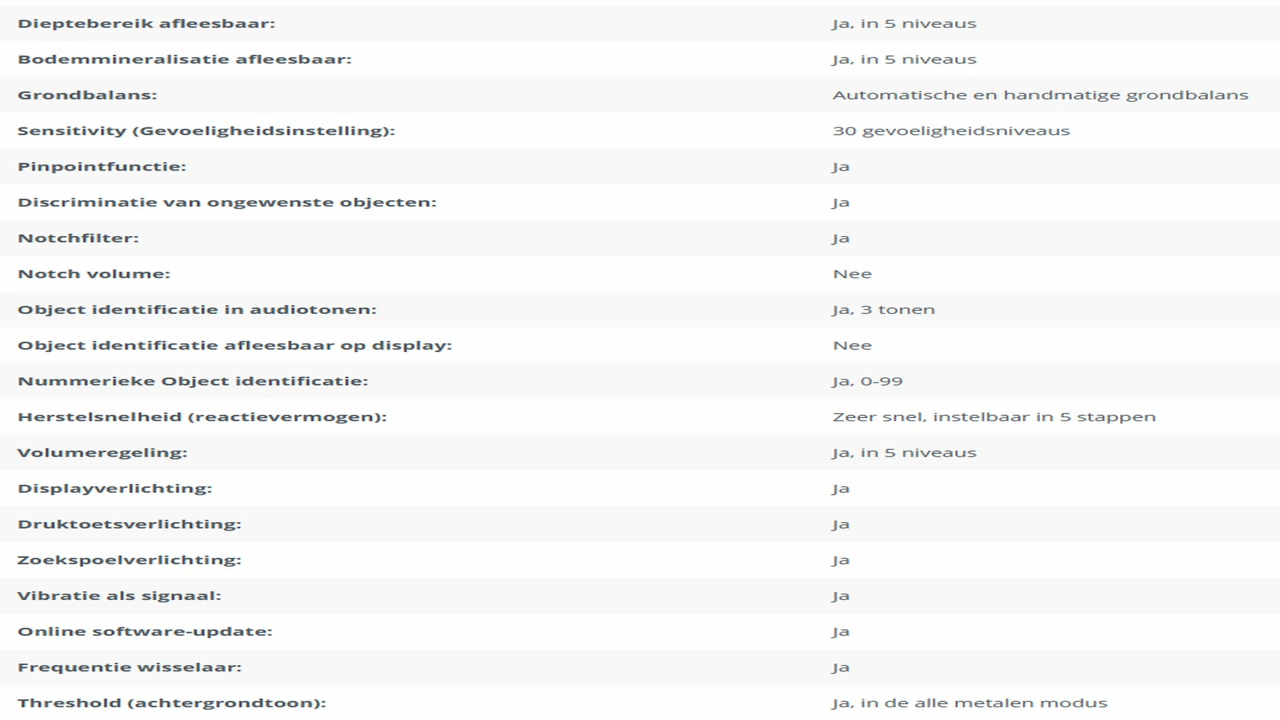 Dieptebereik afleesbaar: Ja, in 5 niveaus
Bodemmineralisatie afleesbaar: Ja, in 5 niveaus
Grondbalans: Automatische en handmatige grondbalans
Sensitivity (Gevoeligheidsinstelling): 30 gevoeligheidsniveaus
Pinpointfunctie: Ja
Discriminatie van ongewenste objecten: Ja
Notchfilter: Ja
Notch volume: Nee
Object identificatie in audiotonen: Ja, 3 tonen
Object identificatie afleesbaar op display: Nee
Nummerieke Object identificatie: Ja, 0-99
Herstelsnelheid (reactievermogen): Zeer snel, instelbaar in 5 stappen
Volumeregeling: Ja, in 5 niveaus
Displayverlichting: Ja
Druktoetsverlichting: Ja
Zoekspoelverlichting: Ja
Vibratie als signaal: Ja
Online software-update: Ja
Frequentie wisselaar: Ja
Threshold (achtergrondtoon): Ja, in de alle metalen modus